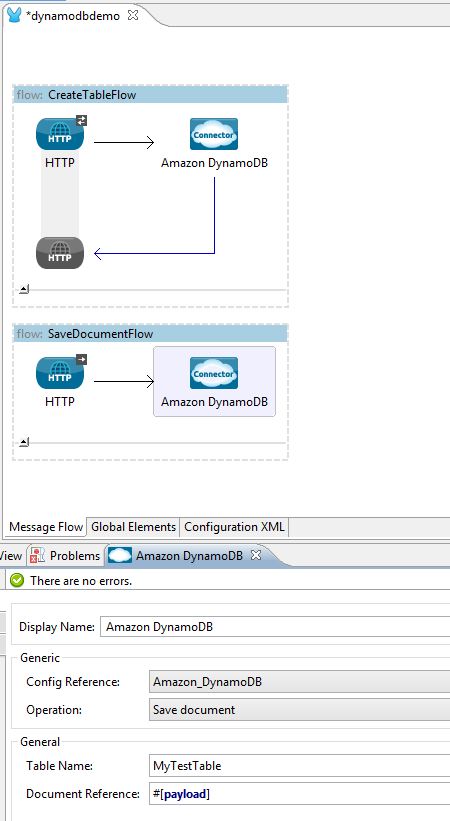 *dynamodbdemo
flow: CreateTableFlow
HTTP
Connector
HTTP
Amazon DynamoDB
HTTP
flow: SaveDocumentFlow
HTTP
Connector
HTTP
Amazon DynamoDB
Message Flow
Global Elements
Configuration XML
View
Problems
Amazon DynamoDB
There are no errors.
Display Name: Amazon DynamoDB
Generic
Config Reference: Amazon_DynamoDB
Operation: Save document
General
Table Name: MyTestTable
Document Reference: #[payload]